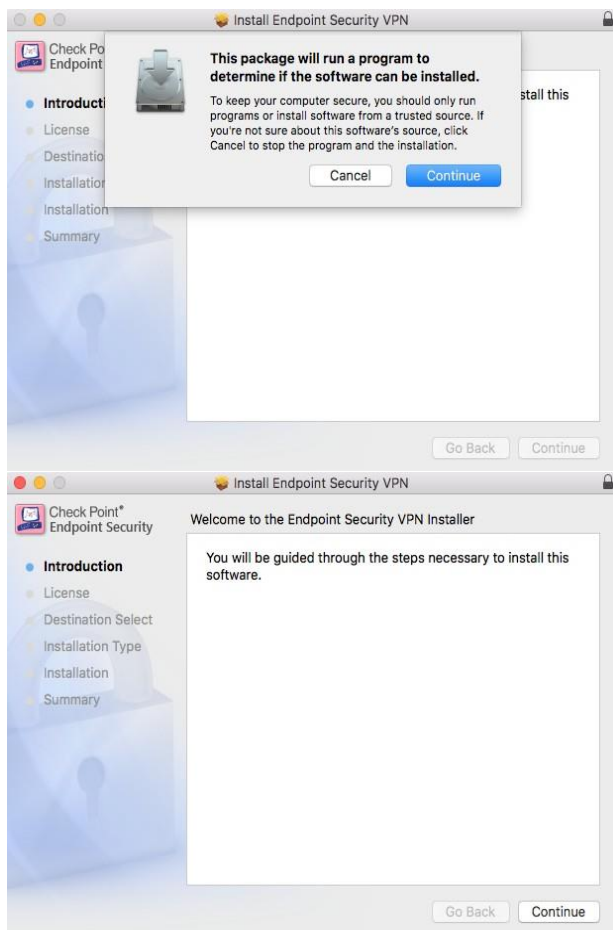 Install Endpoint Security VPN
Check Po
Endpoint
This package will run a program to
determine if the software can be installed.
To keep your computer secure, you should only run
programs or install software from a trusted source. If
you're not sure about this software's source, click
Cancel to stop the program and the installation.
Cancel
Continue
stall this
Introducti
License
Destinatio
Installation
Installation
Summary
Go Back
Continue
Install Endpoint Security VPN
Check Point
Endpoint Security
Welcome to the Endpoint Security VPN Installer
You will be guided through the steps necessary to install this
software.
Introduction
License
Destination Select
Installation Type
Installation
Summary
Go Back
Continue